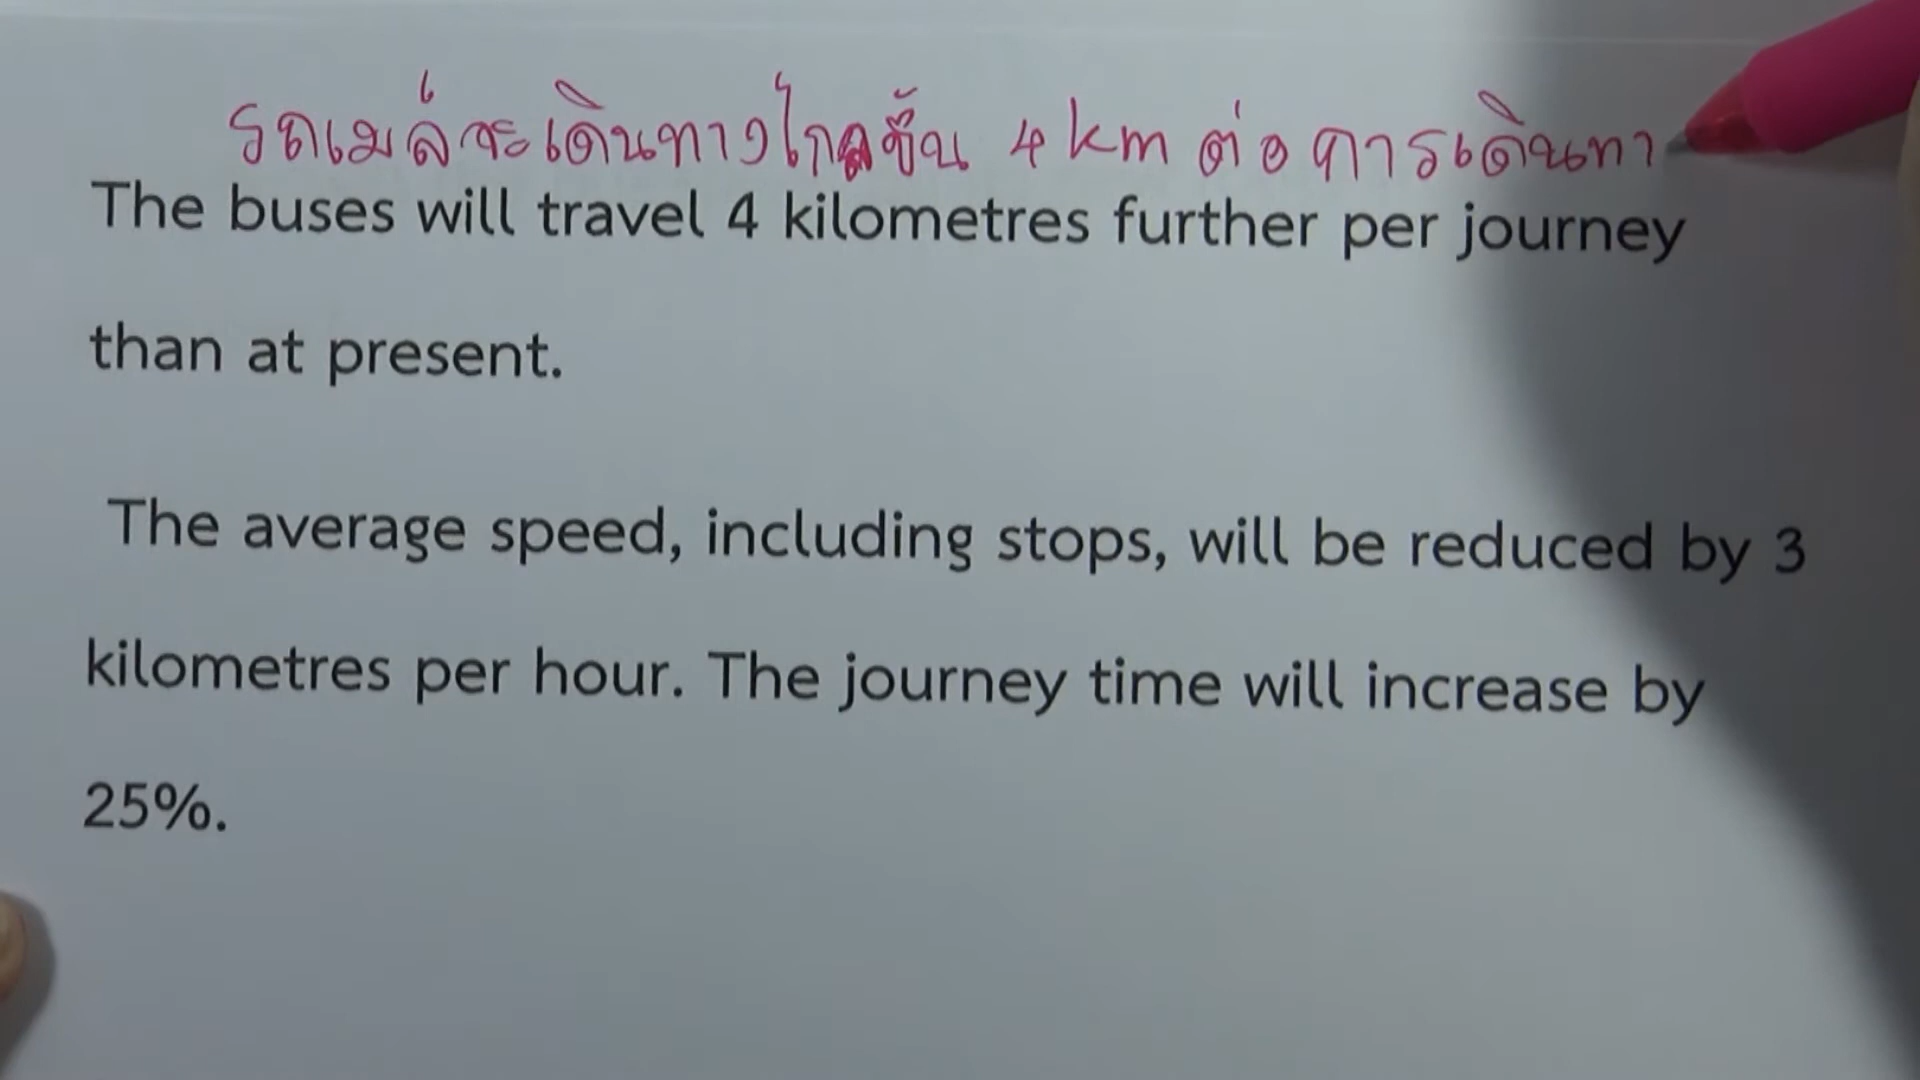 รถเมล์จะเดินทางไกลขึ้น 4 km ต่อการเดินทา
The buses will travel 4 kilometres further per journey
than at present.
The average speed, including stops, will be reduced by 3
kilometres per hour. The journey time will increase by
25%.